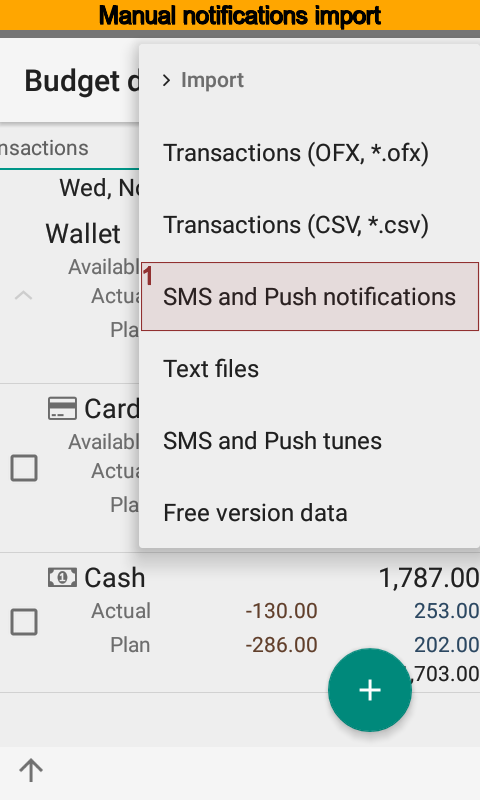 Manual notifications import
Budget d
Import
nsactions
Transactions (OFX, *.ofx)
Wed, No
Transactions (CSV, *.csv)
Wallet
Availabl
1
Actua
SMS and Push notifications
Pla
Text files
Card
Availabl
SMS and Push tunes
Actua
Pla
Free version data
Cash 1,787.00
Actual -130.00 253.00
Plan -286.00 202.00
,703.00